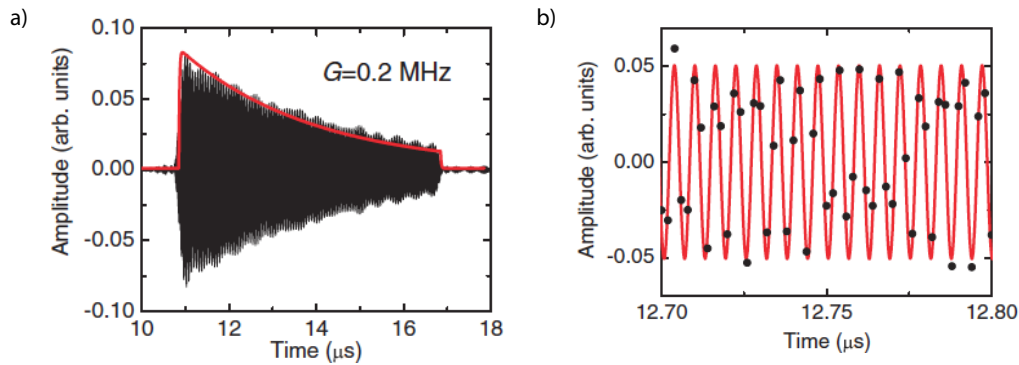 a)
Amplitude (arb. units)
0.10
0.05
0.00
-0.05
-0.10
G=0.2 MHz
10 12 14 16 18
Time (μs)
b)
Amplitude (arb. units)
0.05
0.00
-0.05
12.70 12.75 12.80
Time (μs)